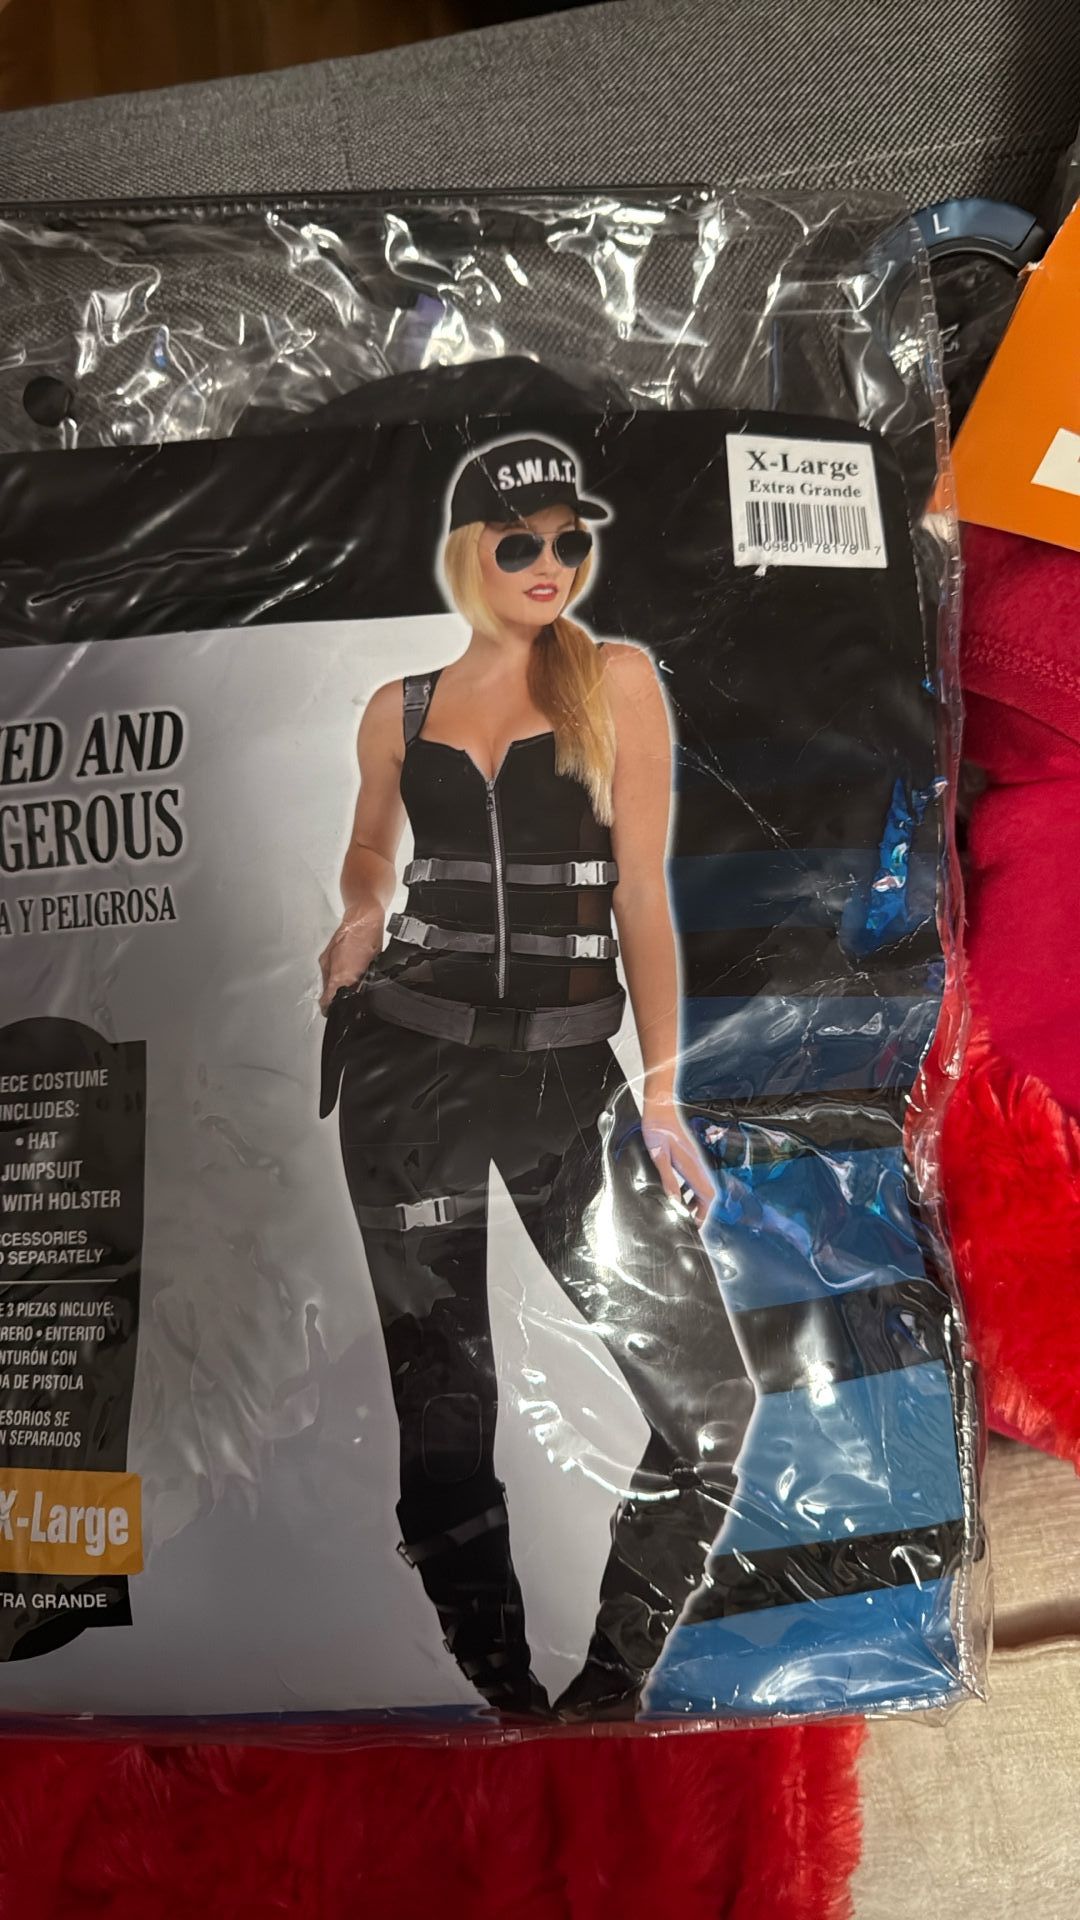 L
X-Large
Extra Grande
8 09801 78178 7
S.W.A.T.
ED AND
GEROUS
A Y PELIGROSA
ECE COSTUME
INCLUDES:
• HAT
JUMPSUIT
WITH HOLSTER
CCESSORIES
D SEPARATELY
E 3 PIEZAS INCLUYE:
RERO • ENTERITO
NTURÓN CON
DA DE PISTOLA
ESORIOS SE
N SEPARADOS
X-Large
TRA GRANDE